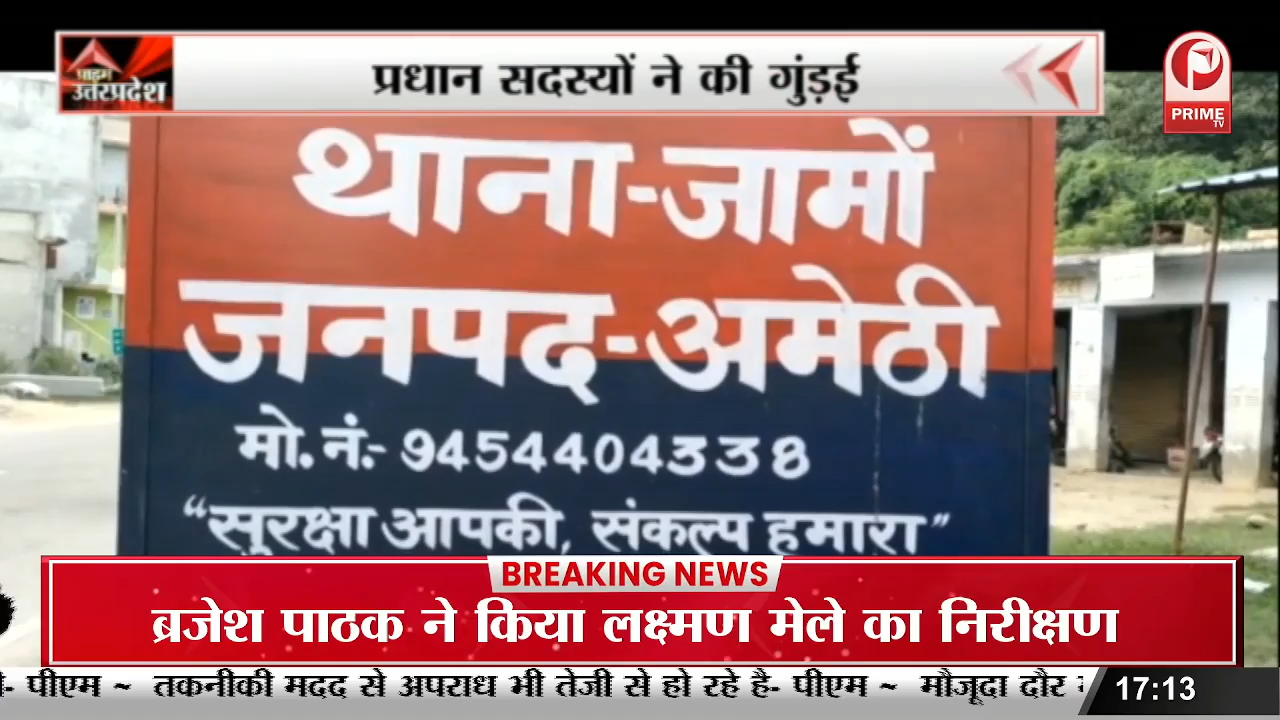 प्राइम
उत्तरप्रदेश
प्रधान सदस्यों ने की गुंड़ई
PRIME
TV
थाना-जामों
जनपद-अमेठी
मो. नं:- 9454404338
“सुरक्षा आपकी, संकल्प हमारा”
BREAKING NEWS
ब्रजेश पाठक ने किया लक्ष्मण मेले का निरीक्षण
- पीएम ~ तकनीकी मदद से अपराध भी तेजी से हो रहे है- पीएम ~ मौजूदा दौर
17:13